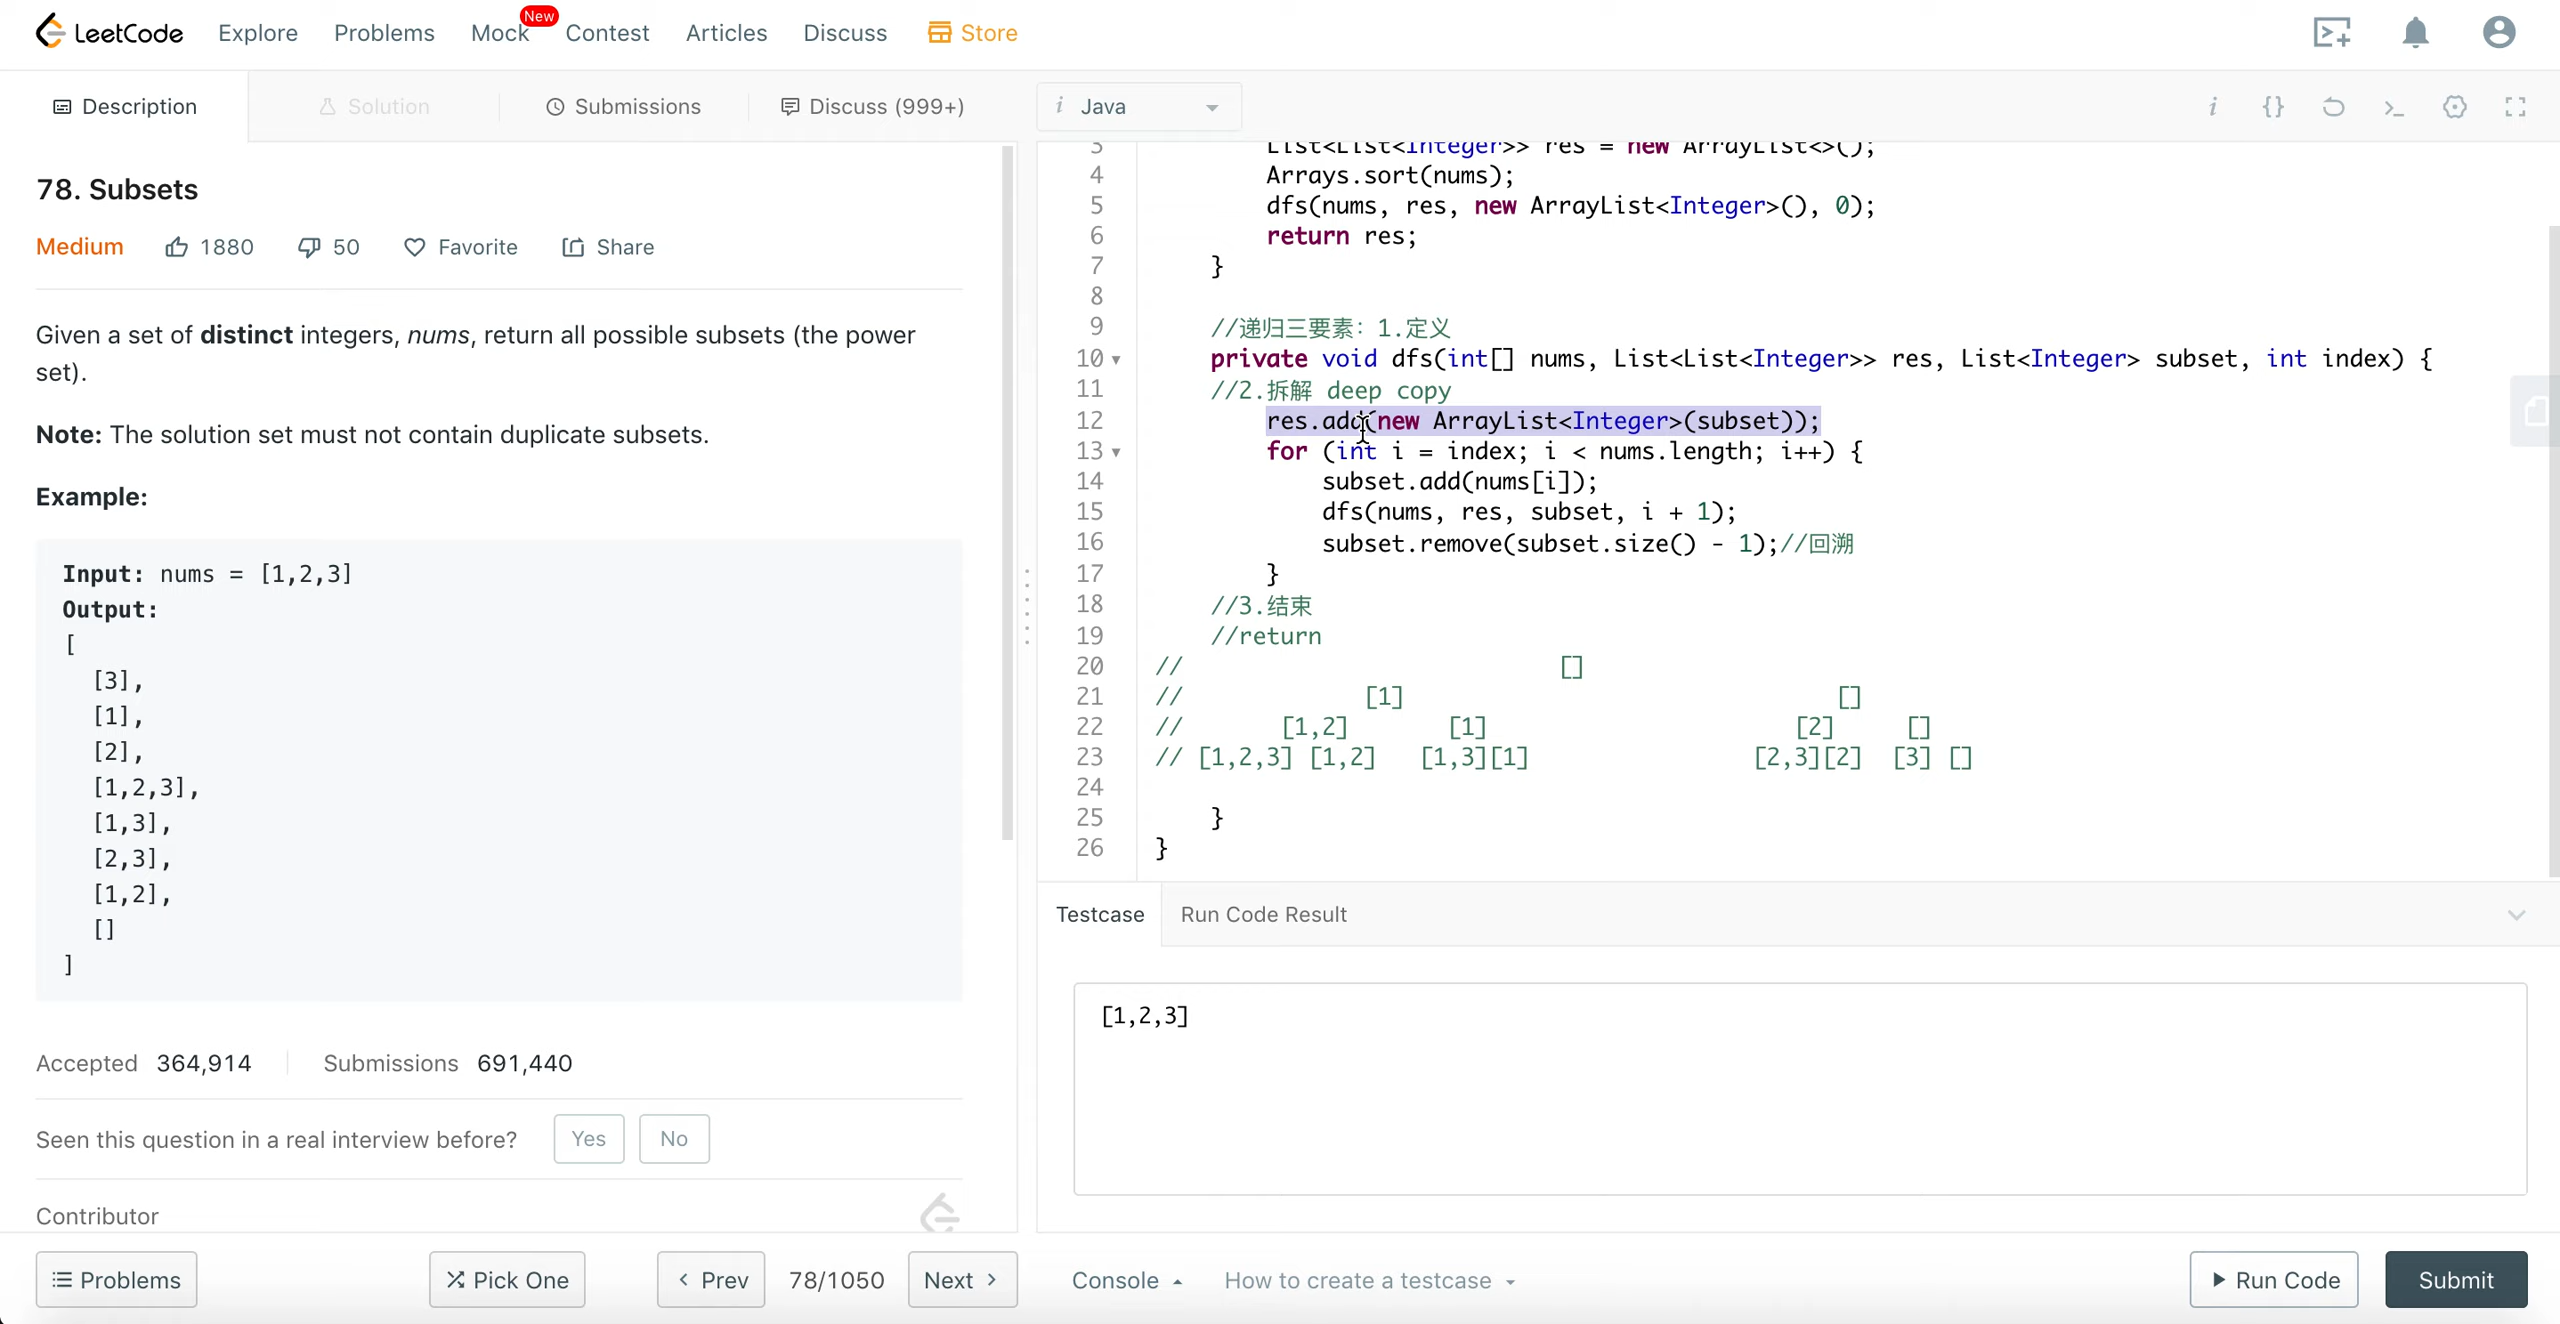 LeetCode Explore Problems Mock New Contest Articles Discuss Store
Description Solution Submissions Discuss (999+)
78. Subsets
Medium 1880 50 Favorite Share
Given a set of distinct integers, nums, return all possible subsets (the power
set).
Note: The solution set must not contain duplicate subsets.
Example:
Input: nums = [1,2,3]
Output:
[
[3],
[1],
[2],
[1,2,3],
[1,3],
[2,3],
[1,2],
[]
]
Accepted 364,914 Submissions 691,440
Seen this question in a real interview before? Yes No
Contributor
Problems Pick One Prev 78/1050 Next
i Java
3 List<List<Integer>> res = new ArrayList<>();
4 Arrays.sort(nums);
5 dfs(nums, res, new ArrayList<Integer>(), 0);
6 return res;
7 }
8
9 //递归三要素: 1.定义
10 private void dfs(int[] nums, List<List<Integer>> res, List<Integer> subset, int index) {
11 //2.拆解 deep copy
12 res.add(new ArrayList<Integer>(subset));
13 for (int i = index; i < nums.length; i++) {
14 subset.add(nums[i]);
15 dfs(nums, res, subset, i + 1);
16 subset.remove(subset.size() - 1);//回溯
17 }
18 //3.结束
19 //return
20 // []
21 // [1] []
22 // [1,2] [1] [2] []
23 // [1,2,3] [1,2] [1,3][1] [2,3][2] [3] []
24
25 }
26 }
Testcase Run Code Result
[1,2,3]
Console How to create a testcase Run Code Submit